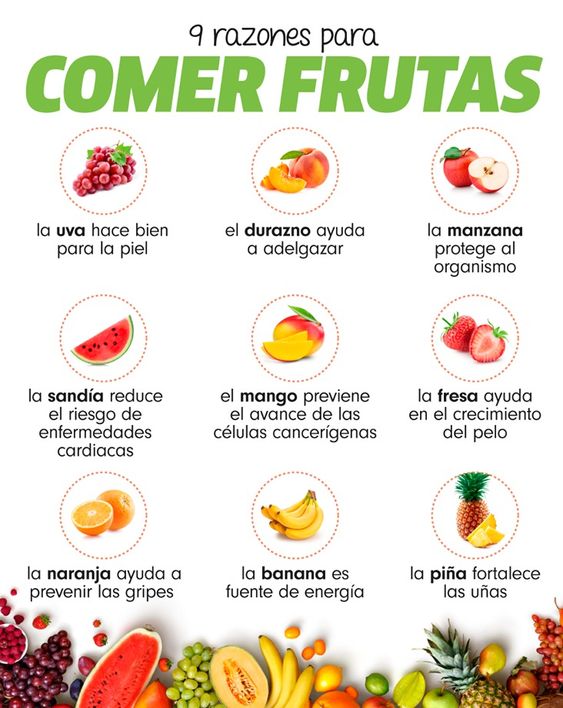 9 razones para
COMER FRUTAS
la uva hace bien
para la piel
el durazno ayuda
a adelgazar
la manzana
protege al
organismo
la sandía reduce
el riesgo de
enfermedades
cardiacas
el mango previene
el avance de las
células cancerígenas
la fresa ayuda
en el crecimiento
del pelo
la naranja ayuda a
prevenir las gripes
la banana es
fuente de energía
la piña fortalece
las uñas